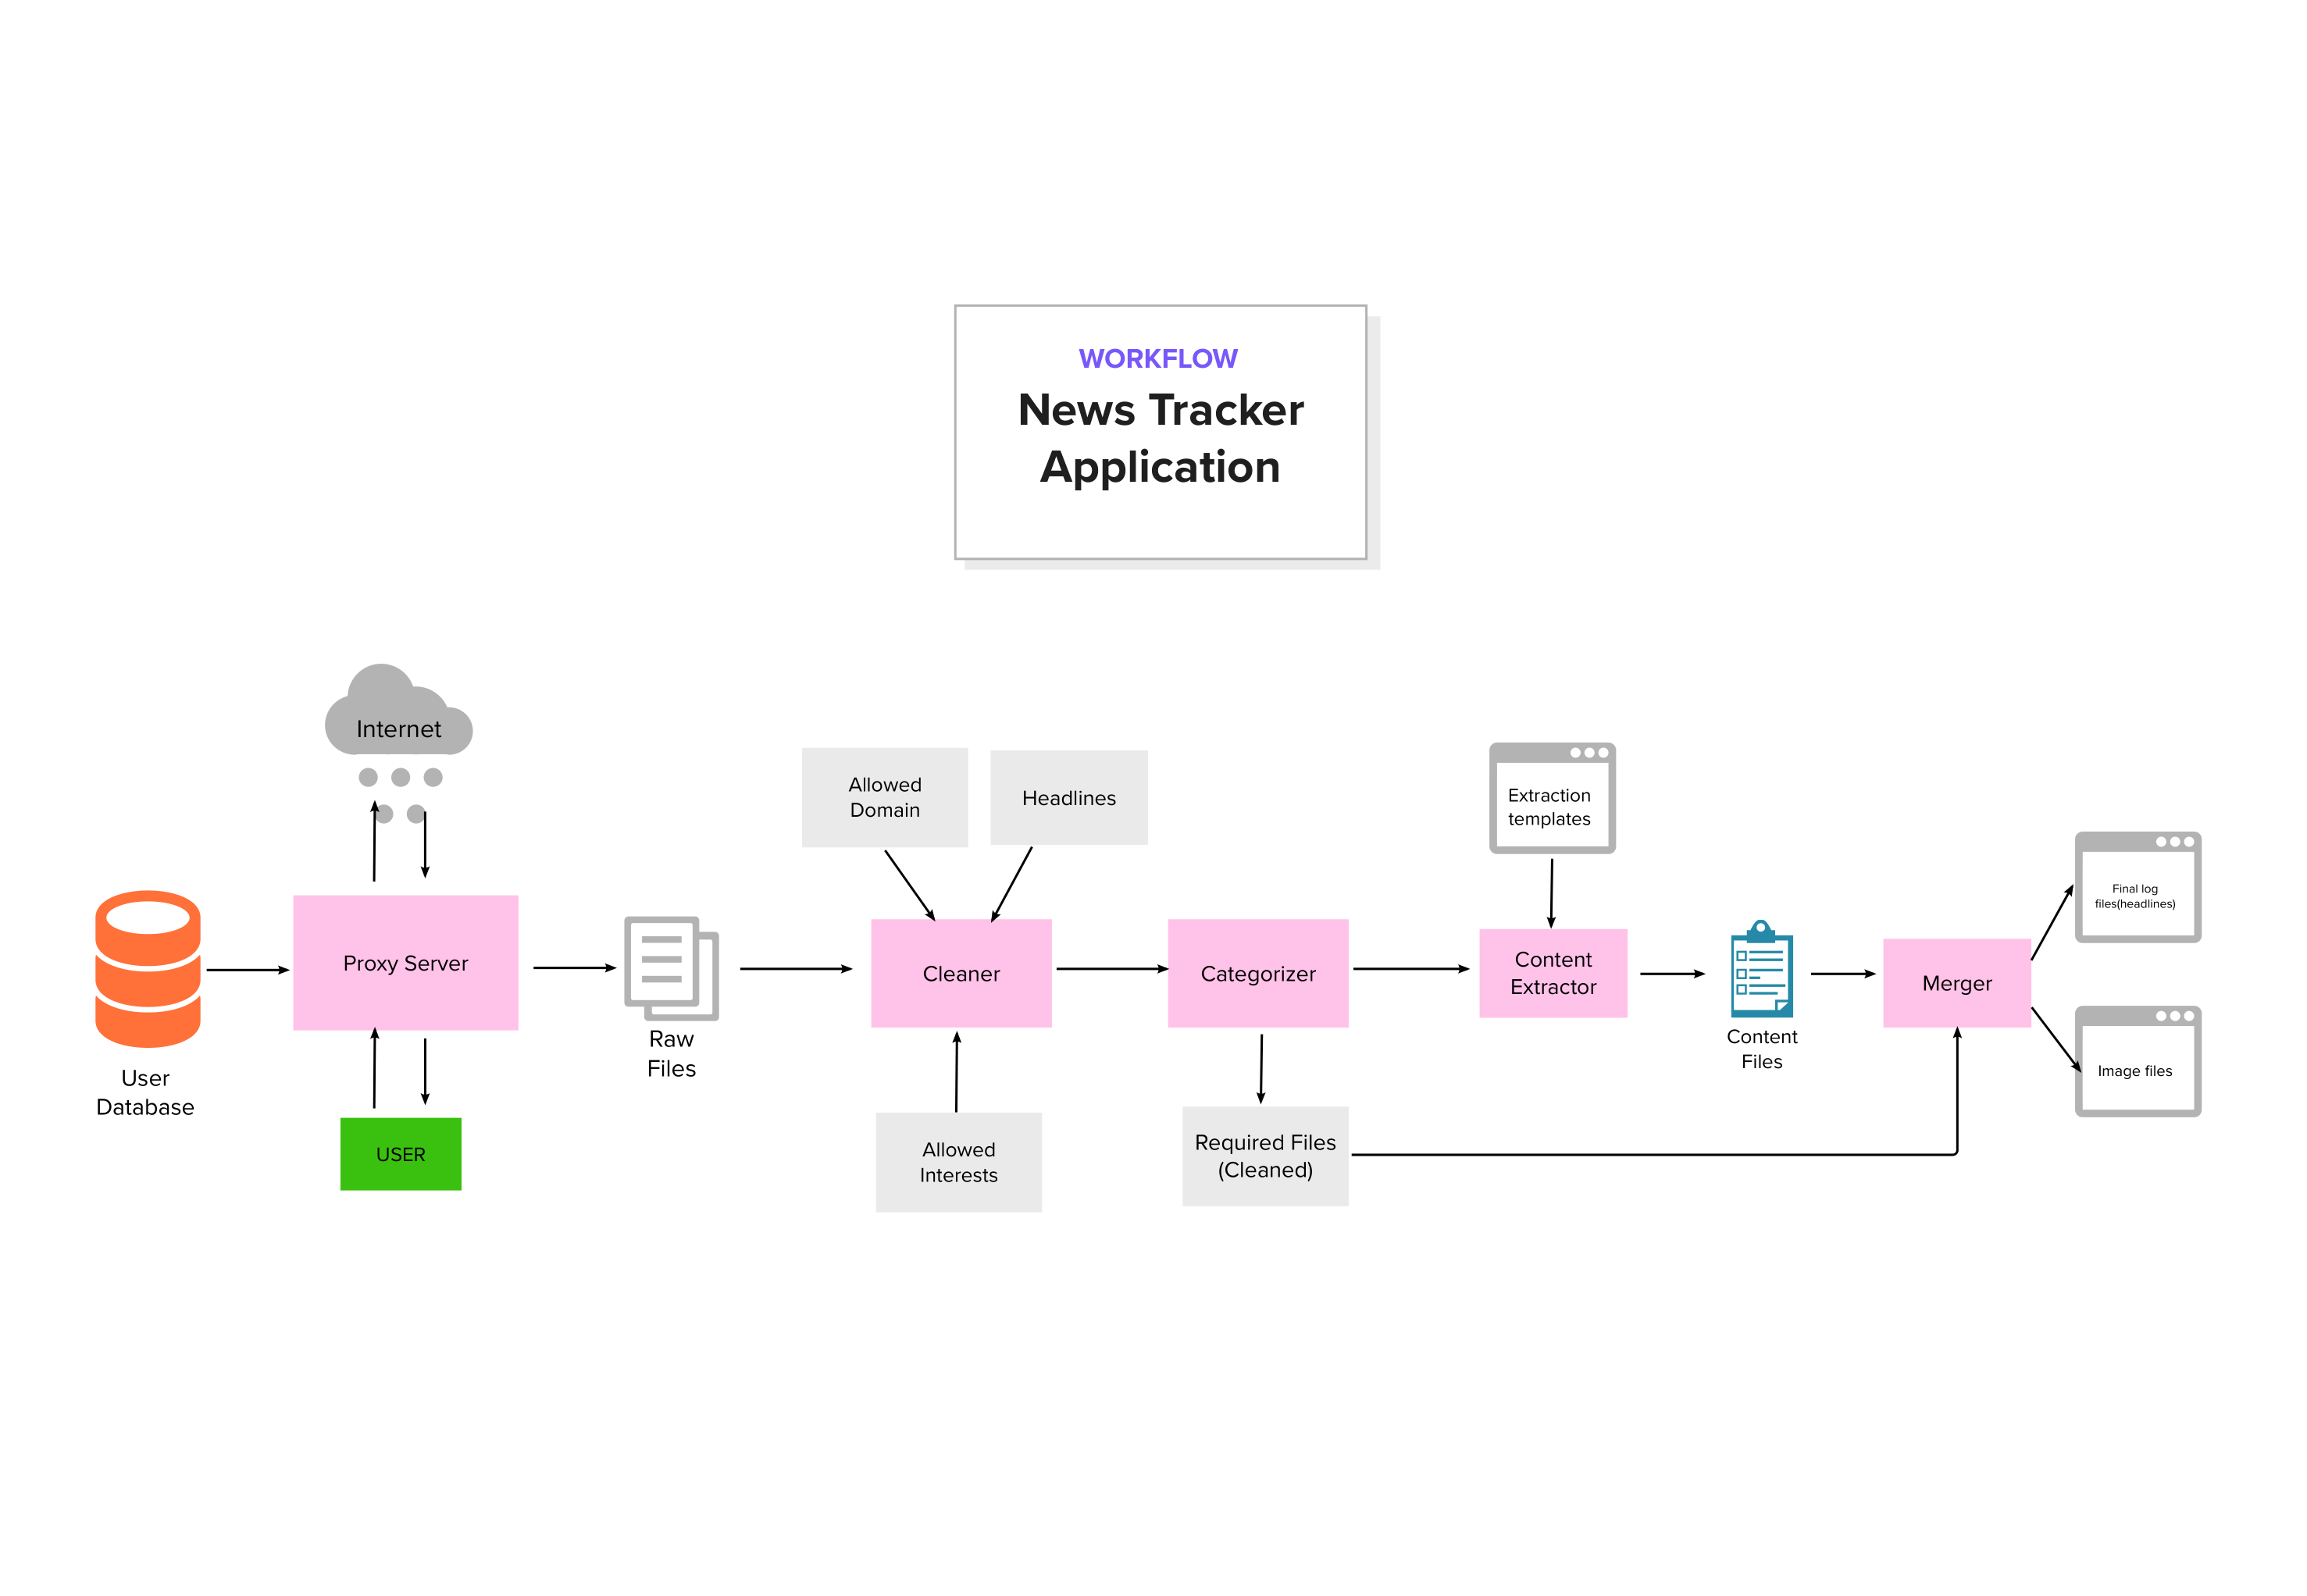 WORKFLOW
News Tracker
Application
Internet
Allowed
Domain
Headlines
Extraction
templates
Final log
files(headlines)
Proxy Server
Cleaner
Categorizer
Content
Extractor
Merger
Raw
Files
Content
Files
Image files
User
Database
USER
Allowed
Interests
Required Files
(Cleaned)